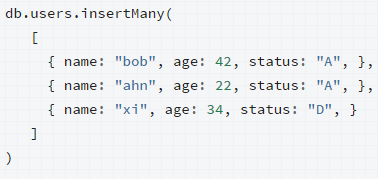 db.users.insertMany(
[
{ name: "bob", age: 42, status: "A", },
{ name: "ahn", age: 22, status: "A", },
{ name: "xi", age: 34, status: "D", }
]
)